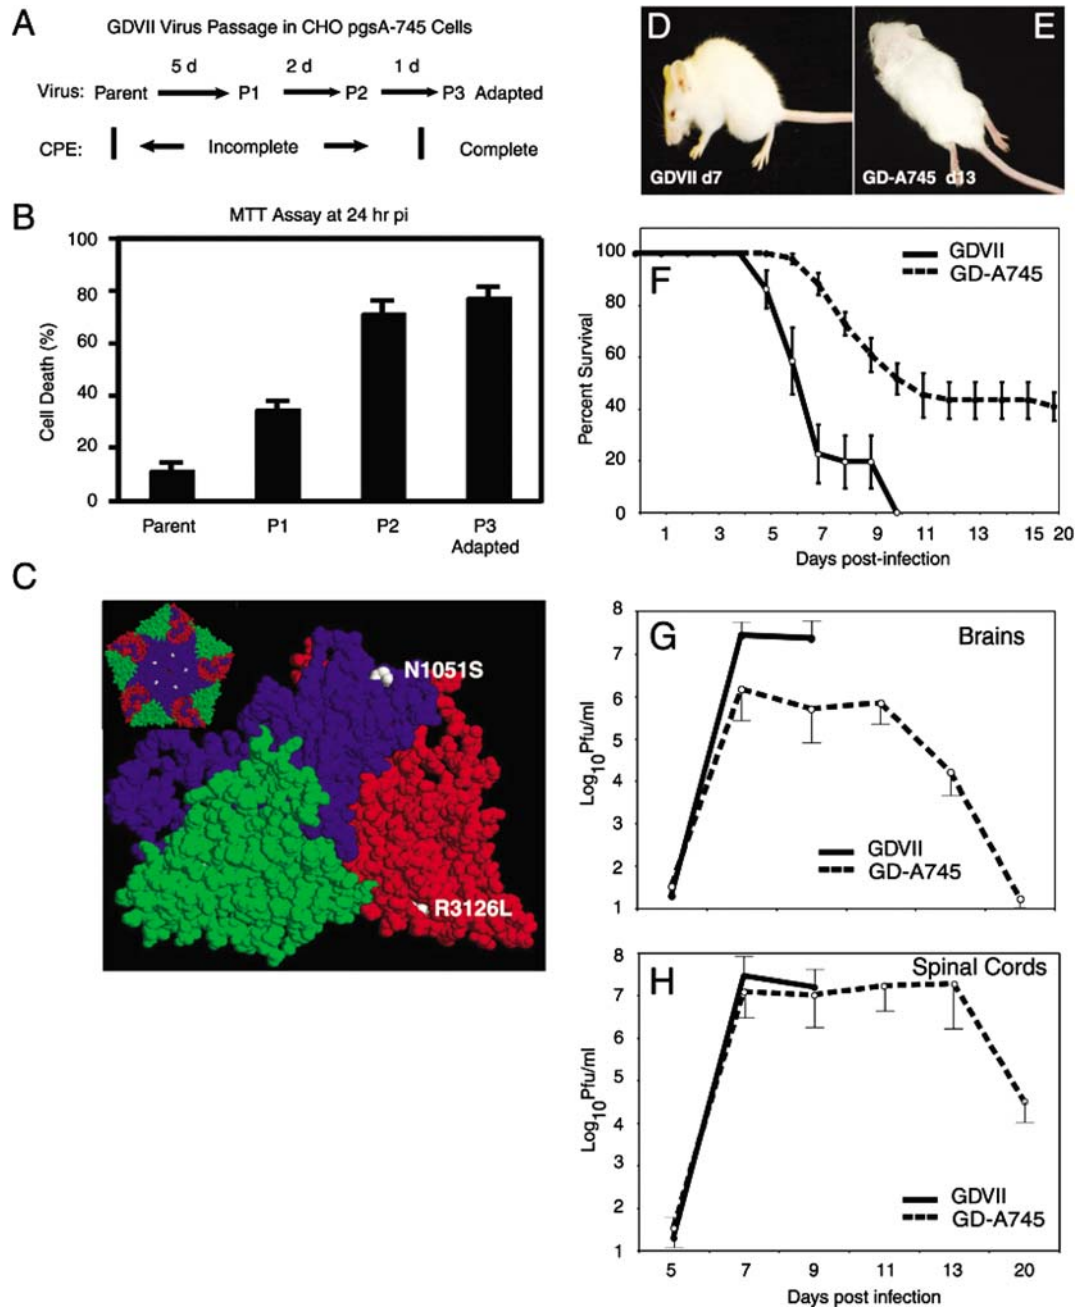 A
GDVII Virus Passage in CHO pgsA-745 Cells
5 d 2 d 1 d
Virus: Parent P1 P2 P3 Adapted
CPE: Incomplete Complete
B
MTT Assay at 24 hr pi
Cell Death (%)
100
80
60
40
20
0
Parent P1 P2 P3
Adapted
C
N1051S
R3126L
D
GDVII d7
E
GD-A745 d13
F
GDVII
GD-A745
Percent Survival
100
80
60
40
20
0
1 3 5 7 9 11 13 15 20
Days post-infection
G
Brains
Log10Pfu/ml
8
7
6
5
4
3
2
1
GDVII
GD-A745
H
Spinal Cords
Log10Pfu/ml
8
7
6
5
4
3
2
1
GDVII
GD-A745
5 7 9 11 13 20
Days post infection